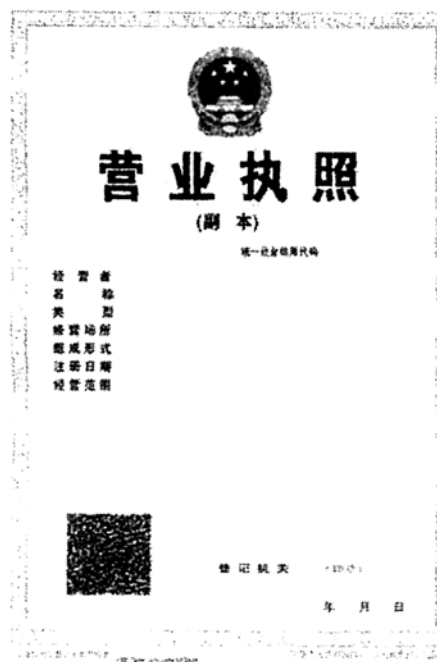 营业执照
(副 本)
统一社会信用代码
经营者
名称
类型
经营场所
组成形式
注册日期
经营范围
登记机关
年 月 日